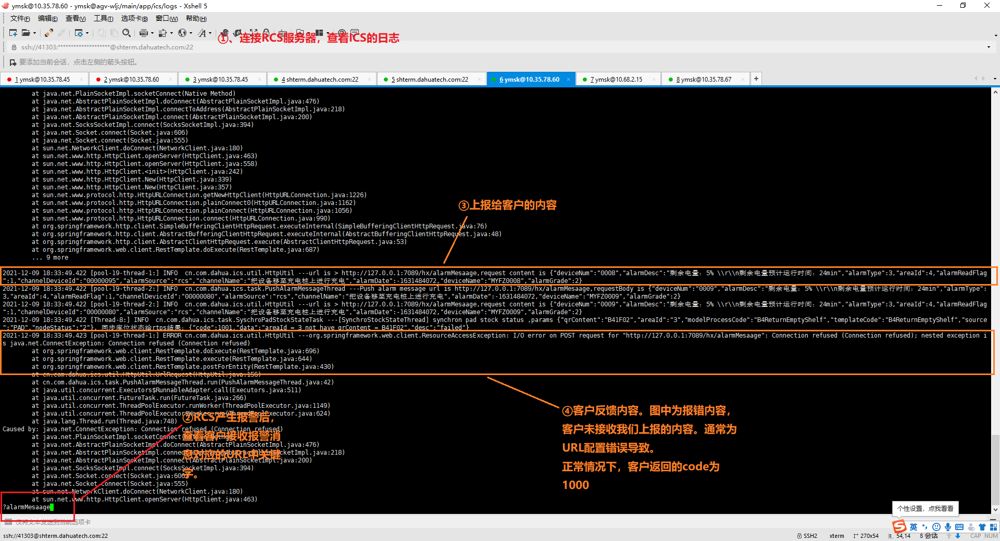 ymsk@10.35.78.60 - ymsk@agv-wlj:/main/app/ics/logs - Xshell 5
文件(F) 编辑(E) 查看(V) 工具(T) 选项卡(B) 窗口(W) 帮助(H)
①、连接RCS服务器，查看ICS的日志
ssh://41303:********************@shterm.dahuatech.com:22
要添加当前会话，点击左侧的箭头按钮。
1 ymsk@10.35.78.45
2 ymsk@10.35.78.60
3 ymsk@10.35.78.45
4 shterm.dahuatech.com:22
5 shterm.dahuatech.com:22
6 ymsk@10.35.78.60
7 ymsk@10.68.2.15
8 ymsk@10.35.78.67
at java.net.PlainSocketImpl.socketConnect(Native Method)
at java.net.AbstractPlainSocketImpl.doConnect(AbstractPlainSocketImpl.java:476)
at java.net.AbstractPlainSocketImpl.connectToAddress(AbstractPlainSocketImpl.java:218)
at java.net.AbstractPlainSocketImpl.connect(AbstractPlainSocketImpl.java:200)
at java.net.SocksSocketImpl.connect(SocksSocketImpl.java:394)
at java.net.Socket.connect(Socket.java:606)
at java.net.Socket.connect(Socket.java:555)
at sun.net.NetworkClient.doConnect(NetworkClient.java:180)
at sun.net.www.http.HttpClient.openServer(HttpClient.java:463)
at sun.net.www.http.HttpClient.openServer(HttpClient.java:558)
at sun.net.www.http.HttpClient.<init>(HttpClient.java:242)
at sun.net.www.http.HttpClient.New(HttpClient.java:339)
at sun.net.www.http.HttpClient.New(HttpClient.java:357)
at sun.net.www.protocol.http.HttpURLConnection.getNewHttpClient(HttpURLConnection.java:1226)
at sun.net.www.protocol.http.HttpURLConnection.plainConnect0(HttpURLConnection.java:1162)
at sun.net.www.protocol.http.HttpURLConnection.plainConnect(HttpURLConnection.java:1056)
at sun.net.www.protocol.http.HttpURLConnection.connect(HttpURLConnection.java:990)
at org.springframework.http.client.SimpleBufferingClientHttpRequest.executeInternal(SimpleBufferingClientHttpRequest.java:76)
at org.springframework.http.client.AbstractBufferingClientHttpRequest.executeInternal(AbstractBufferingClientHttpRequest.java:48)
at org.springframework.http.client.AbstractClientHttpRequest.execute(AbstractClientHttpRequest.java:53)
at org.springframework.web.client.RestTemplate.doExecute(RestTemplate.java:687)
... 9 more
③上报给客户的内容
2021-12-09 18:33:49.422 [pool-19-thread-1:] INFO  cn.com.dahua.ics.util.HttpUtil ---url is > http://127.0.0.1:7089/hx/alarmMesaage,request content is {"deviceNum":"0008","alarmDesc":"剩余电量：5% \\r\\n剩余电量预计运行时间：24min","alarmType":3,"areaId":4,"alarmReadFlag
":1,"channelDeviceId":"00000095","alarmSource":"rcs","channelName":"把设备移至充电桩上进行充电","alarmDate":-1631484072,"deviceName":"MYFZ0008","alarmGrade":2}
2021-12-09 18:33:49.422 [pool-19-thread-2:] INFO  cn.com.dahua.ics.task.PushAlarmMessageThread ---Push alarm message url is http://127.0.0.1:7089/hx/alarmMesaage,requestBody is {"deviceNum":"0009","alarmDesc":"剩余电量：5% \\r\\n剩余电量预计运行时间：24min","alarmType":
3,"areaId":4,"alarmReadFlag":1,"channelDeviceId":"00000080","alarmSource":"rcs","channelName":"把设备移至充电桩上进行充电","alarmDate":-1631484072,"deviceName":"MYFZ0009","alarmGrade":2}
2021-12-09 18:33:49.422 [pool-19-thread-2:] INFO  cn.com.dahua.ics.util.HttpUtil ---url is > http://127.0.0.1:7089/hx/alarmMesaage,request content is {"deviceNum":"0009","alarmDesc":"剩余电量：5% \\r\\n剩余电量预计运行时间：24min","alarmType":3,"areaId":4,"alarmReadFlag
":1,"channelDeviceId":"00000080","alarmSource":"rcs","channelName":"把设备移至充电桩上进行充电","alarmDate":-1631484072,"deviceName":"MYFZ0009","alarmGrade":2}
2021-12-09 18:33:49.422 [Thread-8:] INFO  cn.com.dahua.ics.task.SyschroPadStockStateTask ---[SynchroStockStateThread] synchron pad stock status ,params {"qrContent":"B41F02","areaId":"3","modelProcessCode":"B4ReturnEmptyShelf","templateCode":"B4ReturnEmptyShelf","source
":"PAD","nodeStatus":"2"}, 同步库位状态给rtps结果：{"code":1001,"data":"areaId = 3 not have qrContent = B41F02","desc":"failed"}
2021-12-09 18:33:49.423 [pool-19-thread-1:] ERROR cn.com.dahua.ics.util.HttpUtil ---org.springframework.web.client.ResourceAccessException: I/O error on POST request for "http://127.0.0.1:7089/hx/alarmMesaage": Connection refused (Connection refused); nested exception i
s java.net.ConnectException: Connection refused (Connection refused)
at org.springframework.web.client.RestTemplate.doExecute(RestTemplate.java:696)
at org.springframework.web.client.RestTemplate.execute(RestTemplate.java:644)
at org.springframework.web.client.RestTemplate.postForEntity(RestTemplate.java:430)
at cn.com.dahua.ics.util.HttpUtil.UrlRequest(HttpUtil.java:156)
at cn.com.dahua.ics.task.PushAlarmMessageThread.run(PushAlarmMessageThread.java:42)
at java.util.concurrent.Executors$RunnableAdapter.call(Executors.java:511)
at java.util.concurrent.FutureTask.run(FutureTask.java:266)
at java.util.concurrent.ThreadPoolExecutor.runWorker(ThreadPoolExecutor.java:1149)
at java.util.concurrent.ThreadPoolExecutor$Worker.run(ThreadPoolExecutor.java:624)
at java.lang.Thread.run(Thread.java:748)
Caused by: java.net.ConnectException: Connection refused (Connection refused)
at java.net.PlainSocketImpl.socketConnect(
at java.net.AbstractPlainSocketImpl.doConnect(AbstractPlainSocketImpl.java:476)
at java.net.AbstractPlainSocketImpl.connectToAddress(AbstractPlainSocketImpl.java:218)
at java.net.AbstractPlainSocketImpl.connect(AbstractPlainSocketImpl.java:200)
at java.net.SocksSocketImpl.connect(SocksSocketImpl.java:394)
at java.net.Socket.connect(Socket.java:606)
at java.net.Socket.connect(Socket.java:555)
at sun.net.NetworkClient.doConnect(NetworkClient.java:180)
at sun.net.www.http.HttpClient.openServer(HttpClient.java:463)
?alarmMesaage
②RCS产生报警后，
查看客户接收报警消
息对应的URL中关键
字。
④客户反馈内容。图中为报错内容，
客户未接收我们上报的内容。通常为
URL配置错误导致。
正常情况下，客户返回的code为
1000
个性设置，点我看看
仅将文本发送到当前选项卡
英
ssh://41303@shterm.dahuatech.com:22
SSH2 xterm 270x54 54,14 8 会话 CAP NUM